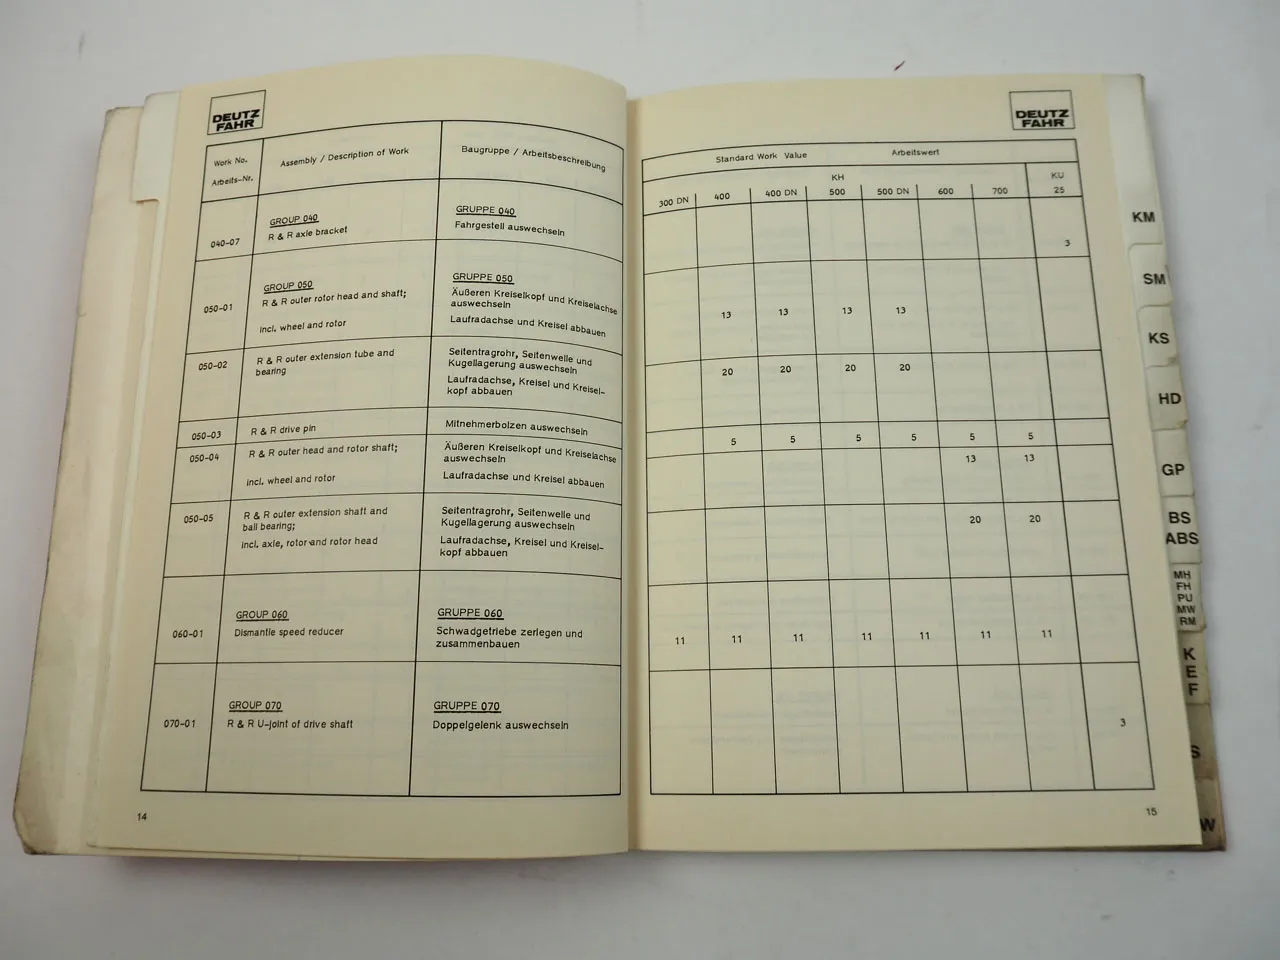 DEUTZ
FAHR
Work No.
Arbeits-Nr.
Assembly / Description of Work
Baugruppe / Arbeitsbeschreibung
040-07
GROUP 040
R & R axle bracket
GRUPPE 040
Fahrgestell auswechseln
050-01
GROUP 050
R & R outer rotor head and shaft;
incl. wheel and rotor
GRUPPE 050
Äußeren Kreiselkopf und Kreiselachse
auswechseln
Laufradachse und Kreisel abbauen
050-02
R & R outer extension tube and
bearing
Seitentragrohr, Seitenwelle und
Kugellagerung auswechseln
Laufradachse, Kreisel und Kreisel-
kopf abbauen
050-03
R & R drive pin
Mitnehmerbolzen auswechseln
050-04
R & R outer head and rotor shaft;
incl. wheel and rotor
Äußeren Kreiselkopf und Kreiselachse
auswechseln
Laufradachse und Kreisel abbauen
050-05
R & R outer extension shaft and
ball bearing;
incl. axle, rotor and rotor head
Seitentragrohr, Seitenwelle und
Kugellagerung auswechseln
Laufradachse, Kreisel und Kreisel-
kopf abbauen
060-01
GROUP 060
Dismantle speed reducer
GRUPPE 060
Schwadgetriebe zerlegen und
zusammenbauen
070-01
GROUP 070
R & R U-joint of drive shaft
GRUPPE 070
Doppelgelenk auswechseln
14
DEUTZ
FAHR
Standard Work Value Arbeitswert
KH KU
300 DN 400 400 DN 500 500 DN 600 700 25
3
13 13 13 13
20 20 20 20
5 5 5 5 5 5
13 13
20 20
11 11 11 11 11 11 11
3
15
KM
SM
KS
HD
GP
BS
ABS
MH
FH
PU
MW
RM
K
E
F
S
W